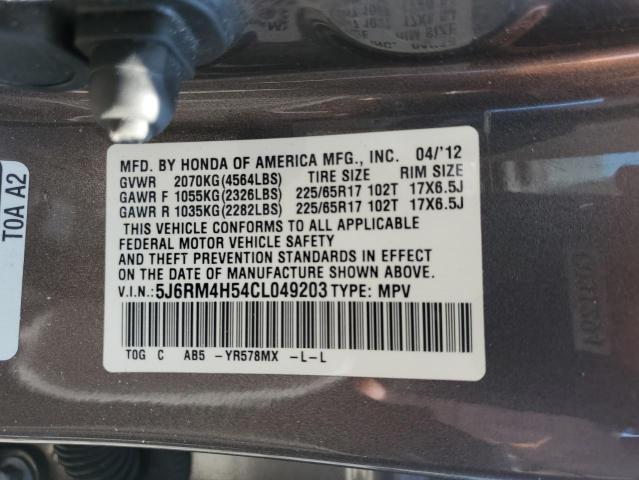 MFD. BY HONDA OF AMERICA MFG., INC. 04/'12
GVWR 2070KG(4564LBS) TIRE SIZE RIM SIZE
GAWR F 1055KG(2326LBS) 225/65R17 102T 17X6.5J
GAWR R 1035KG(2282LBS) 225/65R17 102T 17X6.5J
THIS VEHICLE CONFORMS TO ALL APPLICABLE
FEDERAL MOTOR VEHICLE SAFETY
AND THEFT PREVENTION STANDARDS IN EFFECT
ON THE DATE OF MANUFACTURE SHOWN ABOVE.
V.I.N.:5J6RM4H54CL049203 TYPE: MPV
TOG C AB5 -YR578MX -L-L
TOA A2